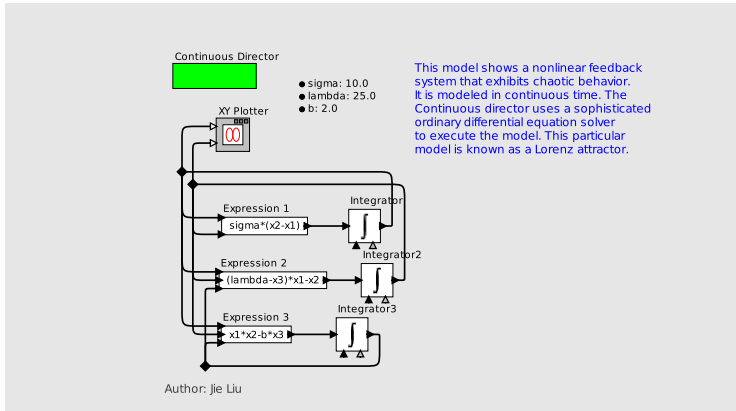 Continuous Director
sigma: 10.0
lambda: 25.0
b: 2.0
This model shows a nonlinear feedback
system that exhibits chaotic behavior.
It is modeled in continuous time. The
Continuous director uses a sophisticated
ordinary differential equation solver
to execute the model. This particular
model is known as a Lorenz attractor.
XY Plotter
Expression 1
sigma*(x2-x1)
Integrator
∫
Expression 2
(lambda-x3)*x1-x2
Integrator2
∫
Expression 3
x1*x2-b*x3
Integrator3
∫
Author: Jie Liu